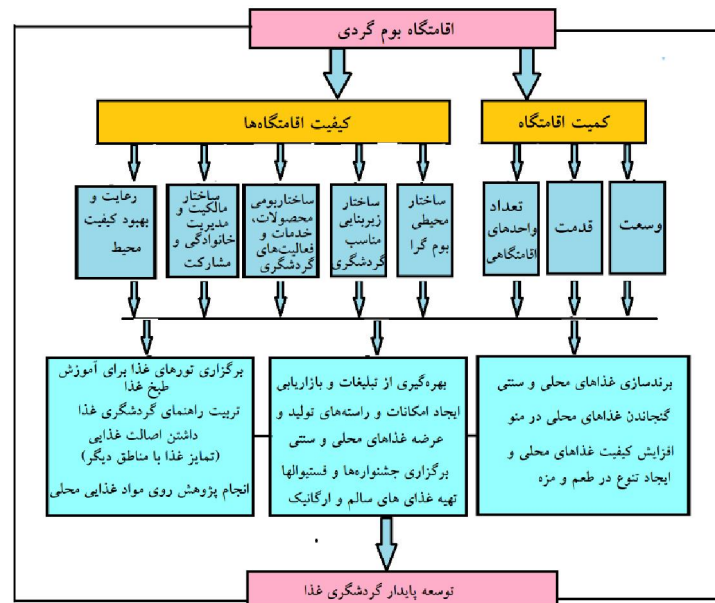 اقامتگاه بوم گردی
کمیت اقامتگاه
کیفیت اقامتگاه‌ها
وسعت
قدمت
تعداد
واحدهای
اقامتگاهی
ساختار
محیطی
بوم گرا
ساختار
زیربنایی
مناسب
گردشگری
ساختاربومی
محصولات،
خدمات و
فعالیت‌های
گردشگری
ساختار
مالکیت و
مدیریت
خانوادگی و
مشارکت
رعایت و
بهبود کیفیت
محیط
برندسازی غذاهای محلی و سنتی
گنجاندن غذاهای محلی در منو
افزایش کیفیت غذاهای محلی و
ایجاد تنوع در طعم و مزه
بهره‌گیری از تبلیغات و بازاریابی
ایجاد امکانات و راسته‌های تولید و
عرضه غذاهای محلی و سنتی
برگزاری جشنواره‌ها و فستیوالها
تهیه غذای های سالم و ارگانیک
برگزاری تورهای غذا برای آموزش
طبخ غذا
تربیت راهنمای گردشگری غذا
داشتن اصالت غذایی
(تمایز غذا با مناطق دیگر)
انجام پژوهش روی مواد غذایی محلی
توسعه پایدار گردشگری غذا